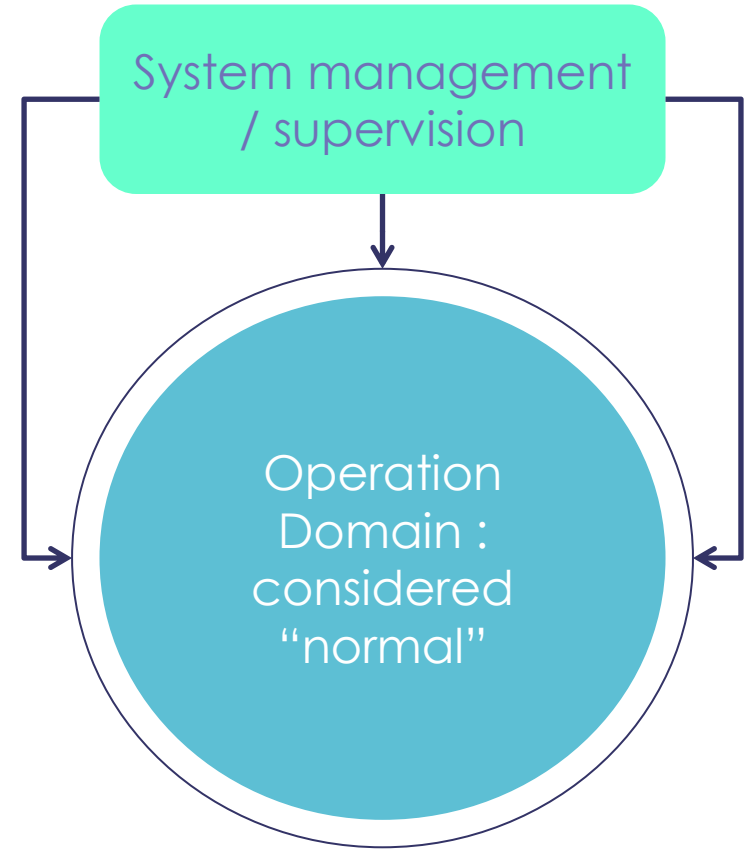 System management
/ supervision
Operation
Domain :
considered
“normal”